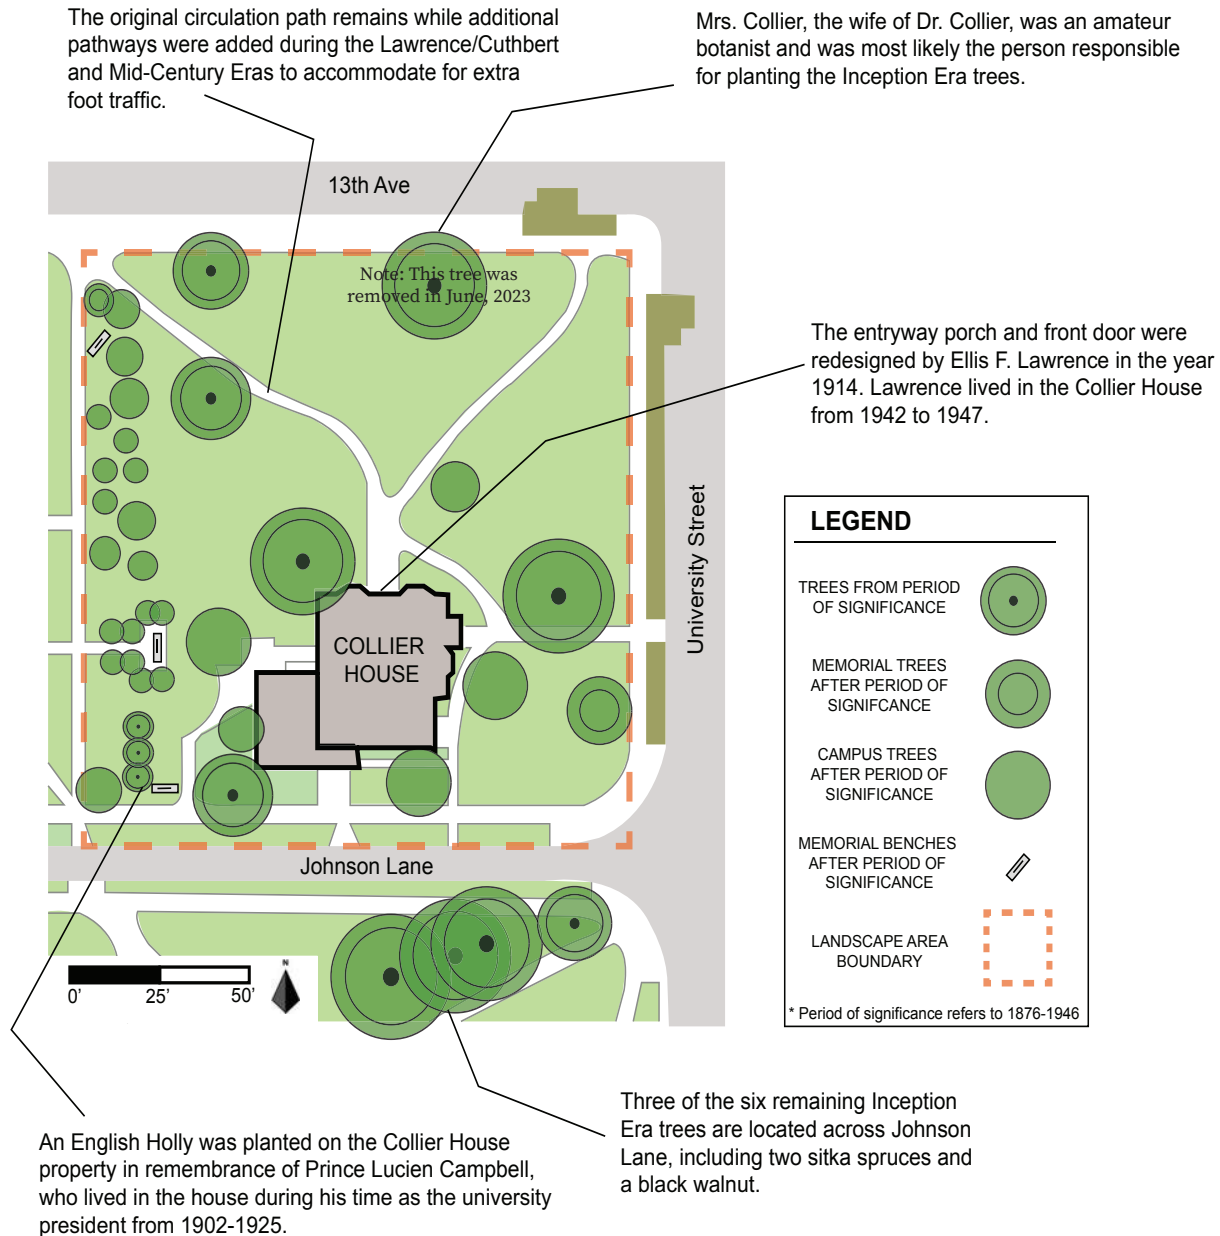 The original circulation path remains while additional
pathways were added during the Lawrence/Cuthbert
and Mid-Century Eras to accommodate for extra
foot traffic.
Mrs. Collier, the wife of Dr. Collier, was an amateur
botanist and was most likely the person responsible
for planting the Inception Era trees.
13th Ave
Note: This tree was
removed in June, 2023
The entryway porch and front door were
redesigned by Ellis F. Lawrence in the year
1914. Lawrence lived in the Collier House
from 1942 to 1947.
University Street
COLLIER
HOUSE
Johnson Lane
LEGEND
TREES FROM PERIOD
OF SIGNIFICANCE
MEMORIAL TREES
AFTER PERIOD OF
SIGNIFCANCE
CAMPUS TREES
AFTER PERIOD OF
SIGNIFICANCE
MEMORIAL BENCHES
AFTER PERIOD OF
SIGNIFICANCE
LANDSCAPE AREA
BOUNDARY
* Period of significance refers to 1876-1946
N
0' 25' 50'
Three of the six remaining Inception
Era trees are located across Johnson
Lane, including two sitka spruces and
a black walnut.
An English Holly was planted on the Collier House
property in remembrance of Prince Lucien Campbell,
who lived in the house during his time as the university
president from 1902-1925.